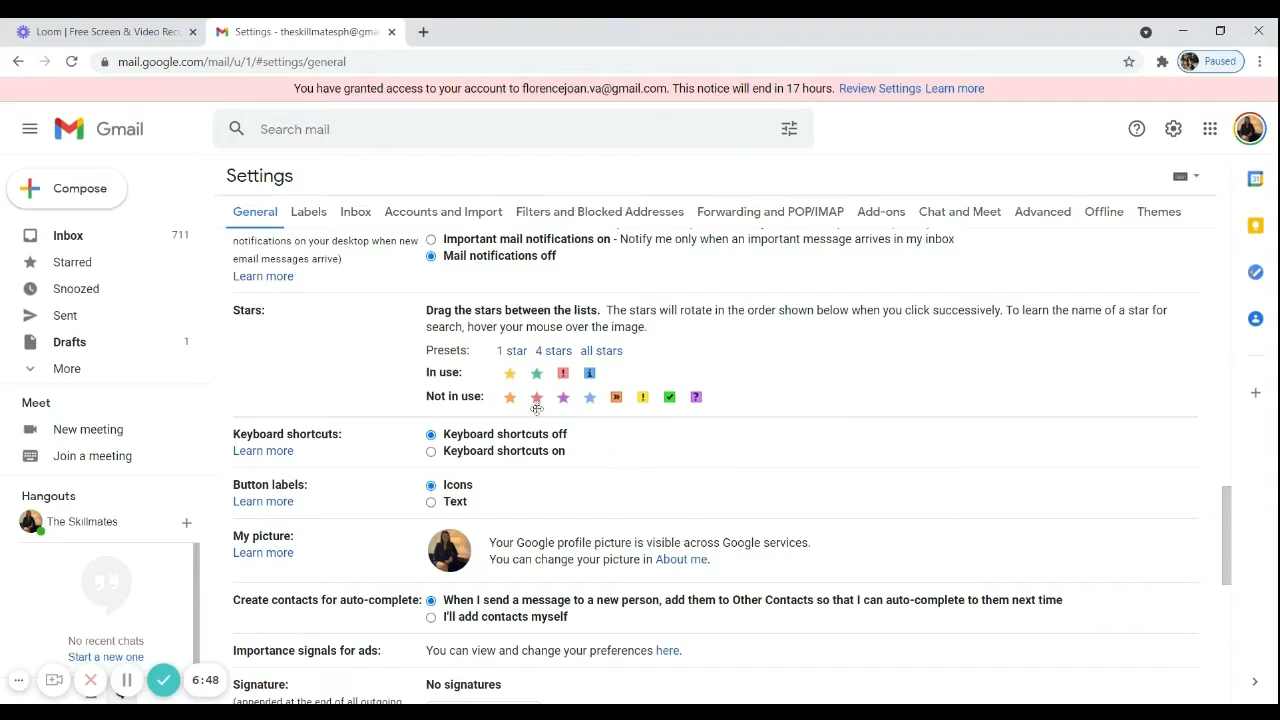 Loom | Free Screen & Video Rec
Settings - theskillmatesph@gma
mail.google.com/mail/u/1/#settings/general
Paused
You have granted access to your account to florencejoan.va@gmail.com. This notice will end in 17 hours. Review Settings Learn more
Gmail
Search mail
Compose
Inbox 711
Starred
Snoozed
Sent
Drafts 1
More
Meet
New meeting
Join a meeting
Hangouts
The Skillmates
No recent chats
Start a new one
6:48
Settings
General Labels Inbox Accounts and Import Filters and Blocked Addresses Forwarding and POP/IMAP Add-ons Chat and Meet Advanced Offline Themes
notifications on your desktop when new
email messages arrive)
Learn more
Important mail notifications on - Notify me only when an important message arrives in my inbox
Mail notifications off
Stars:
Drag the stars between the lists. The stars will rotate in the order shown below when you click successively. To learn the name of a star for
search, hover your mouse over the image.
Presets: 1 star 4 stars all stars
In use:
Not in use:
Keyboard shortcuts:
Learn more
Keyboard shortcuts off
Keyboard shortcuts on
Button labels:
Learn more
Icons
Text
My picture:
Learn more
Your Google profile picture is visible across Google services.
You can change your picture in About me.
Create contacts for auto-complete:
When I send a message to a new person, add them to Other Contacts so that I can auto-complete to them next time
I'll add contacts myself
Importance signals for ads:
You can view and change your preferences here.
Signature:
(appended at the end of all outgoing
No signatures